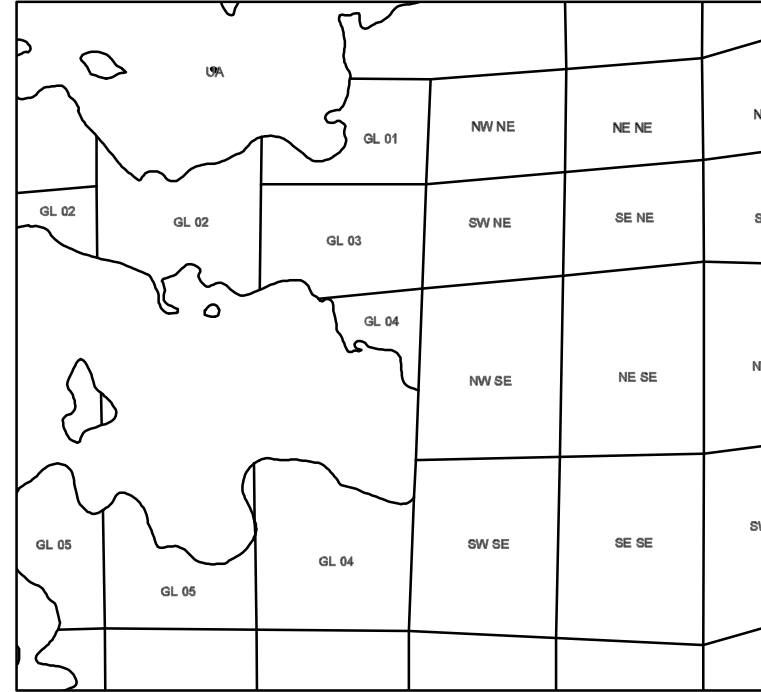 UA
GL 01
NW NE
NE NE
N
GL 02
GL 02
GL 03
SW NE
SE NE
S
GL 04
NW SE
NE SE
N
GL 05
GL 05
GL 04
SW SE
SE SE
SW